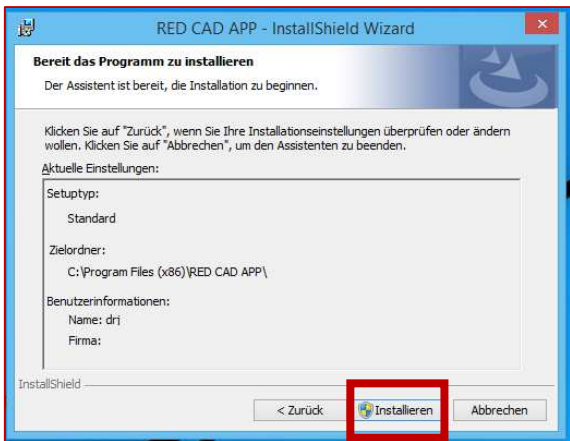 RED CAD APP - InstallShield Wizard
Bereit das Programm zu installieren
Der Assistent ist bereit, die Installation zu beginnen.
Klicken Sie auf "Zurück", wenn Sie Ihre Installationseinstellungen überprüfen oder ändern
wollen. Klicken Sie auf "Abbrechen", um den Assistenten zu beenden.
Aktuelle Einstellungen:
Setuptyp:
Standard
Zielordner:
C:\Program Files (x86)\RED CAD APP\
Benutzerinformationen:
Name: drj
Firma:
InstallShield
< Zurück
Installieren
Abbrechen